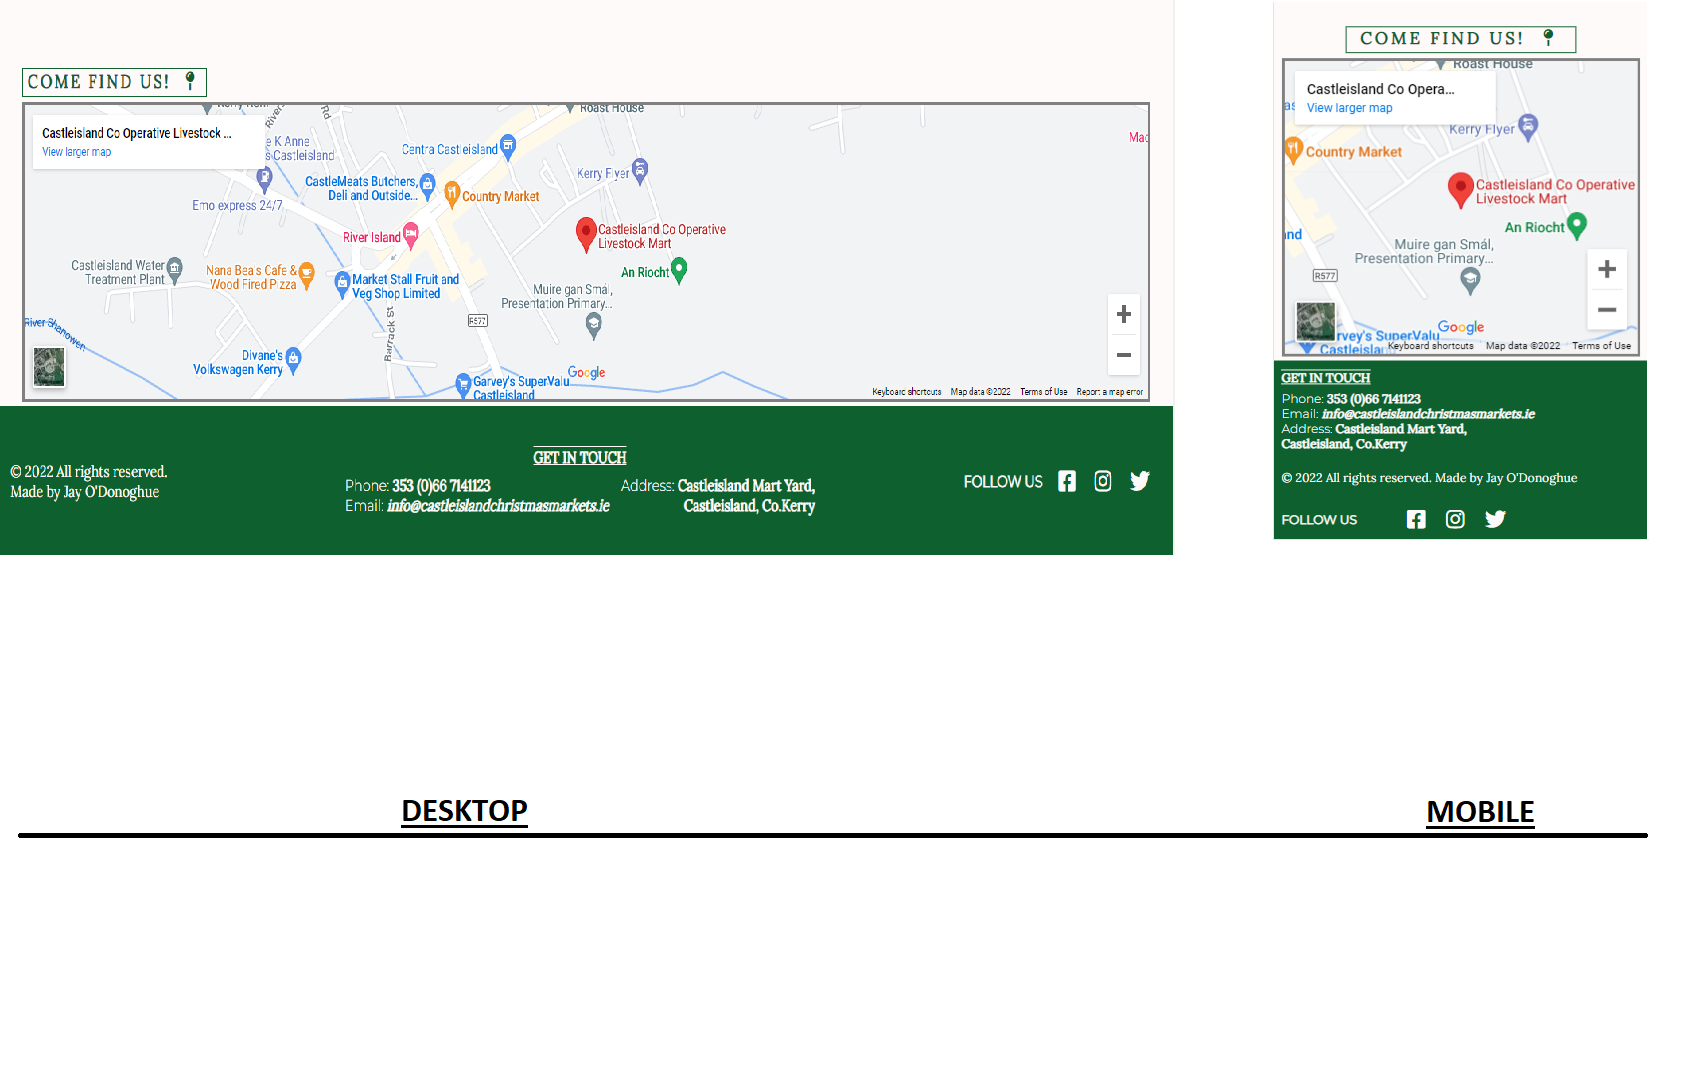 COME FIND US!
Roast House
Rd
Rivers
Castleisland Co Operative Livestock ...
View larger map
e K Anne
s Castleisland
Mac
Centra Castleisland
Kerry Flyer
CastleMeats Butchers,
Deli and Outside...
Country Market
Emo express 24/7
River Island
Castleisland Co Operative
Livestock Mart
Castleisland Water
Treatment Plant
Nana Bea's Cafe &
Wood Fired Pizza
Market Stall Fruit and
Veg Shop Limited
An Riocht
Muire gan Smál,
Presentation Primary...
R577
Barrack St
River Shanowen
Divane's
Volkswagen Kerry
Google
Garvey's SuperValu
Castleisland
Keyboard shortcuts Map data ©2022 Terms of Use Report a map error
© 2022 All rights reserved.
Made by Jay O'Donoghue
GET IN TOUCH
Phone: 353 (0)66 7141123
Email: info@castleislandchristmasmarkets.ie
Address: Castleisland Mart Yard,
Castleisland, Co.Kerry
FOLLOW US
COME FIND US!
Roast House
Castleisland Co Opera...
View larger map
as
Kerry Flyer
Country Market
Castleisland Co Operative
Livestock Mart
An Riocht
nd
Muire gan Smál,
Presentation Primary...
R577
Google
rvey's SuperValu
Castleislan
Keyboard shortcuts Map data ©2022 Terms of Use
GET IN TOUCH
Phone: 353 (0)66 7141123
Email: info@castleislandchristmasmarkets.ie
Address: Castleisland Mart Yard,
Castleisland, Co.Kerry
© 2022 All rights reserved. Made by Jay O'Donoghue
FOLLOW US
DESKTOP
MOBILE